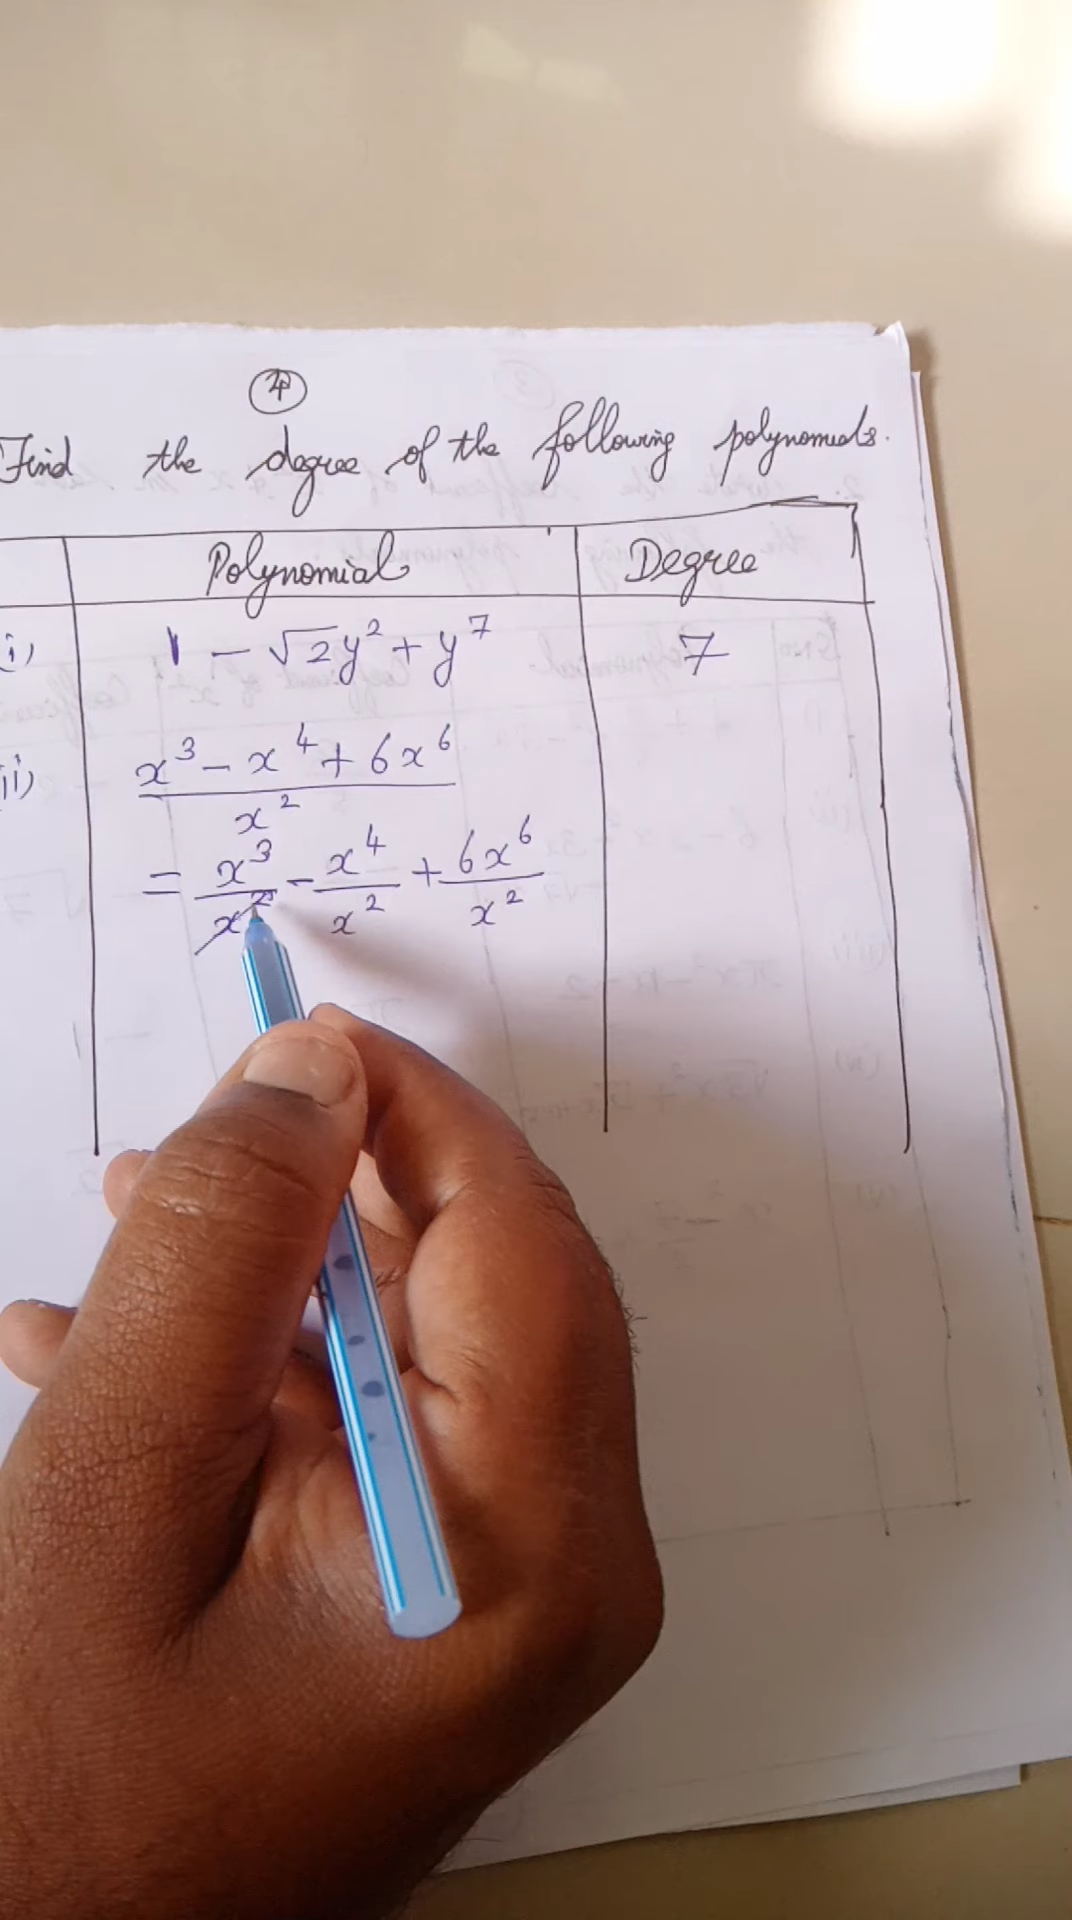 4
Find the degree of the following polynomials.
Polynomial Degree
(i) 1 - √2y² + y⁷ 7
(ii) x³ - x⁴ + 6x⁶
x²
= x³/x² - x⁴/x² + 6x⁶/x²